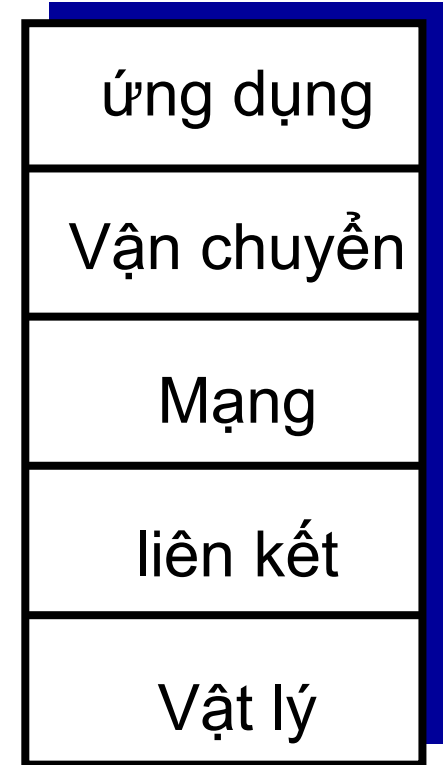 ứng dụng
Vận chuyển
Mạng
liên kết
Vật lý